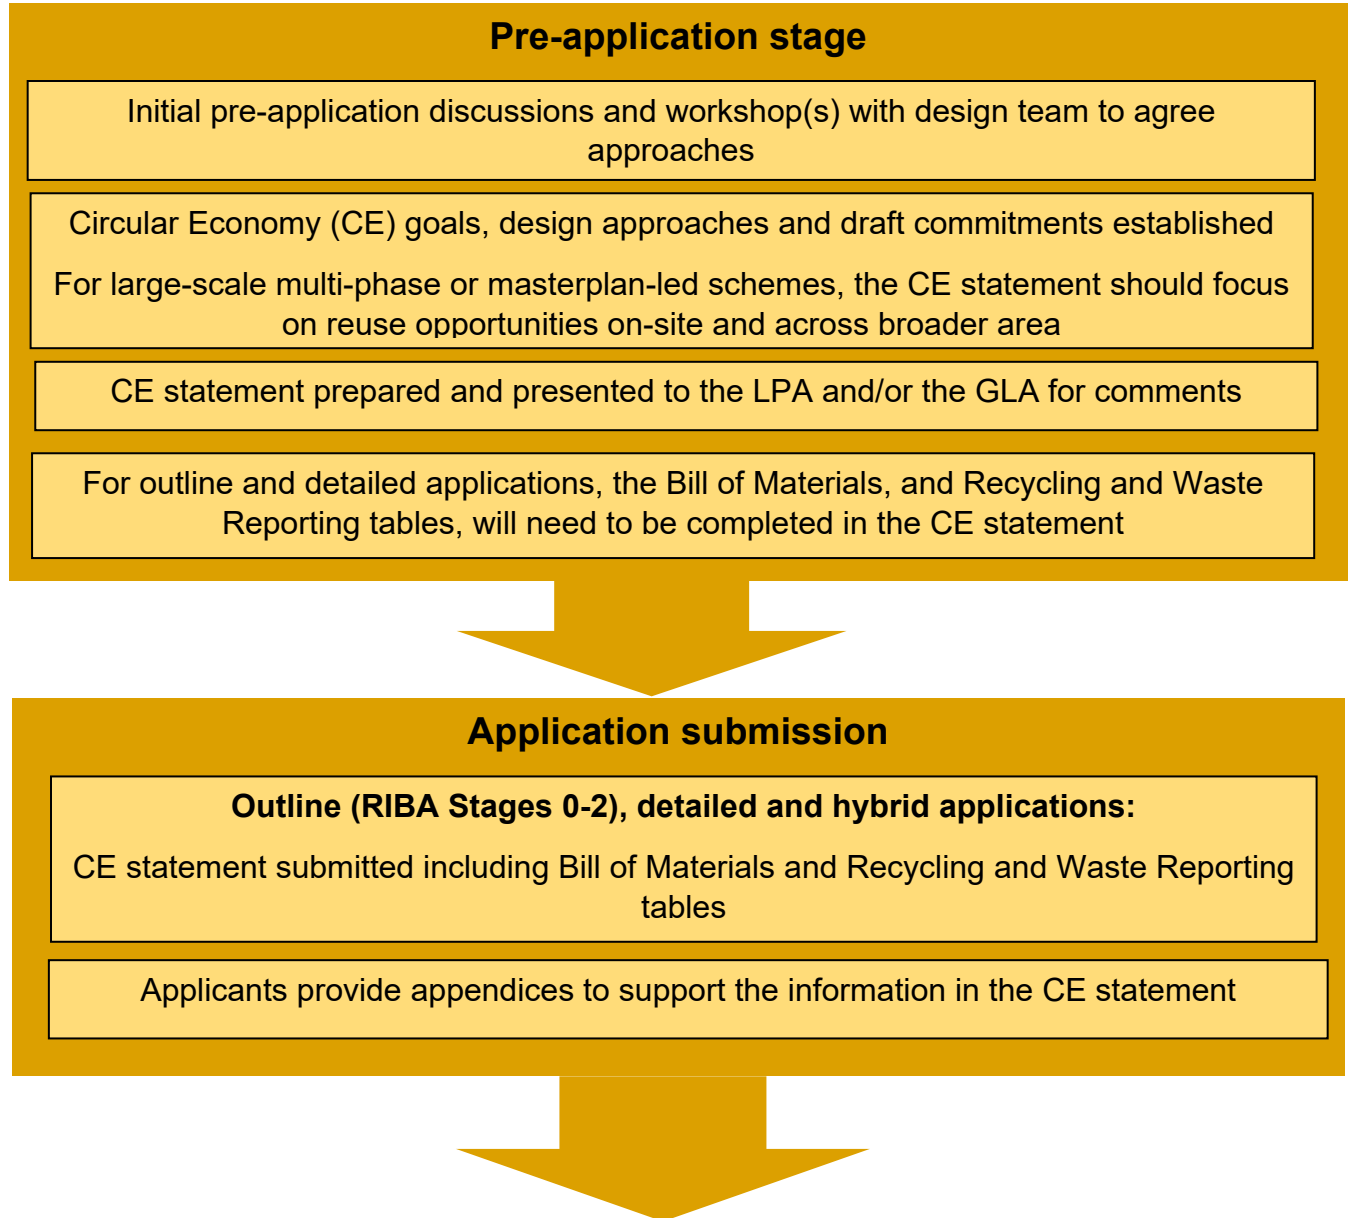 Pre-application stage
Initial pre-application discussions and workshop(s) with design team to agree
approaches
Circular Economy (CE) goals, design approaches and draft commitments established
For large-scale multi-phase or masterplan-led schemes, the CE statement should focus
on reuse opportunities on-site and across broader area
CE statement prepared and presented to the LPA and/or the GLA for comments
For outline and detailed applications, the Bill of Materials, and Recycling and Waste
Reporting tables, will need to be completed in the CE statement
Application submission
Outline (RIBA Stages 0-2), detailed and hybrid applications:
CE statement submitted including Bill of Materials and Recycling and Waste Reporting
tables
Applicants provide appendices to support the information in the CE statement